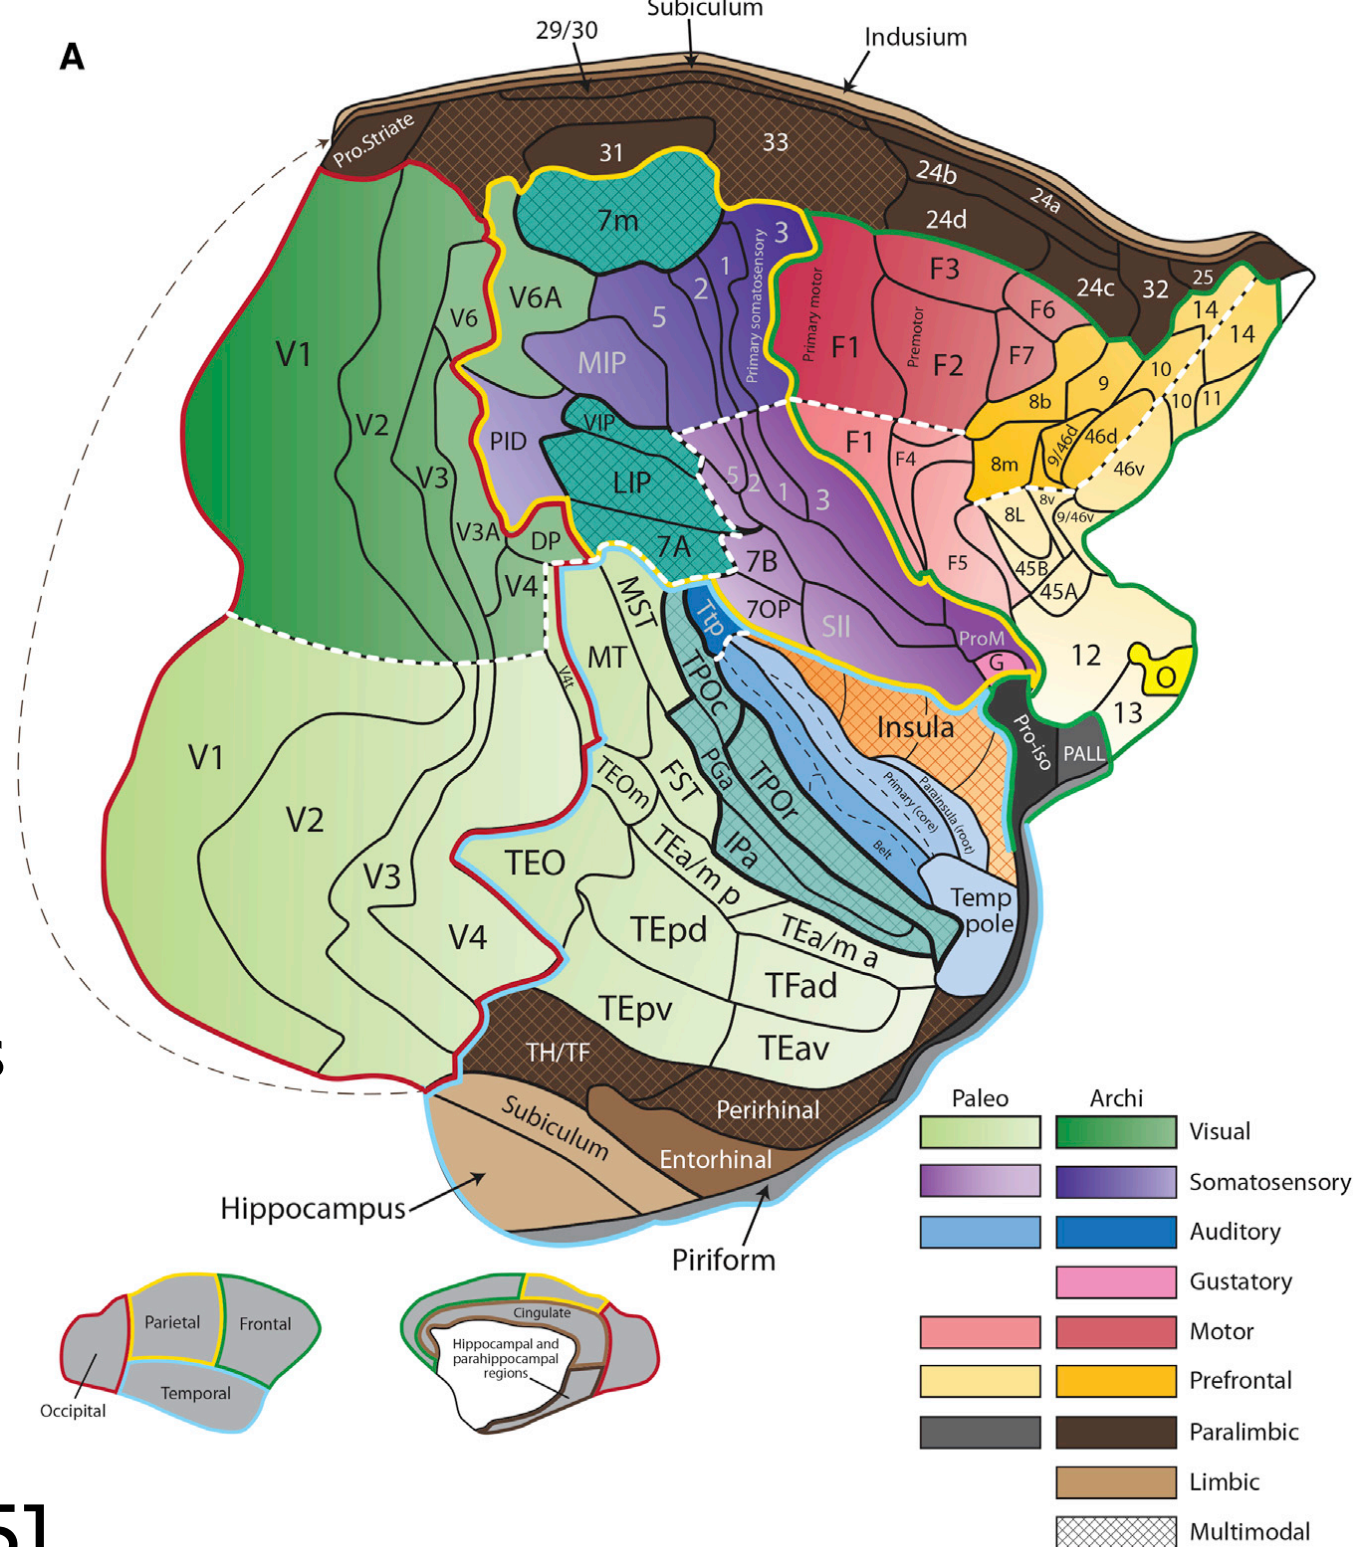 A
Subiculum
29/30
Indusium
Pro.Striate
31
33
24b
24a
7m
24d
3
F3
24c
32
25
V6A
1
2
Primary somatosensory
Primary motor
F6
14
14
V6
5
Premotor
V1
MIP
F1
F2
F7
10
9
8b
10
11
V2
VIP
PID
F1
F4
9/46d
46d
8m
46v
V3
LIP
5
2
1
3
8v
8L
9/46v
V3A
DP
7A
7B
F5
45B
45A
V4
MST
Ttp
7OP
SII
ProM
G
12
O
MT
V4t
TPOc
13
Insula
Pro-iso
PALL
V1
TEOm
FST
PGa
TPOr
Primary (core)
Parainsula (root)
V2
TEO
TEa/m p
IPa
Belt
V3
Temp
pole
V4
TEpd
TEa/m a
TFad
TEpv
TEav
TH/TF
Perirhinal
Subiculum
Entorhinal
Hippocampus
Piriform
Paleo
Archi
Visual
Somatosensory
Auditory
Gustatory
Motor
Prefrontal
Paralimbic
Limbic
Multimodal
Parietal
Frontal
Temporal
Occipital
Cingulate
Hippocampal and
parahippocampal
regions
5]